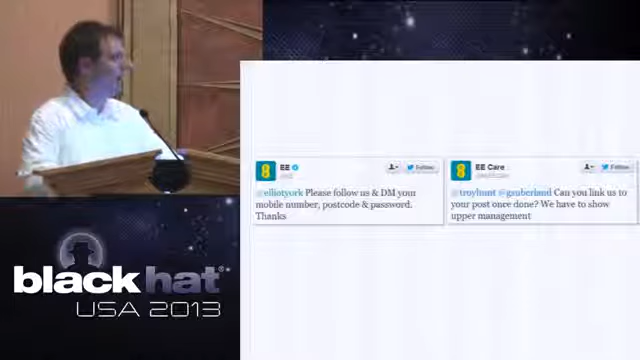 EE
Follow
@elliotyork Please follow us & DM your
mobile number, postcode & password.
Thanks
EE Care
Follow
@troyhunt @gsuberland Can you link us to
your post once done? We have to show
upper management
black hat
USA 2013